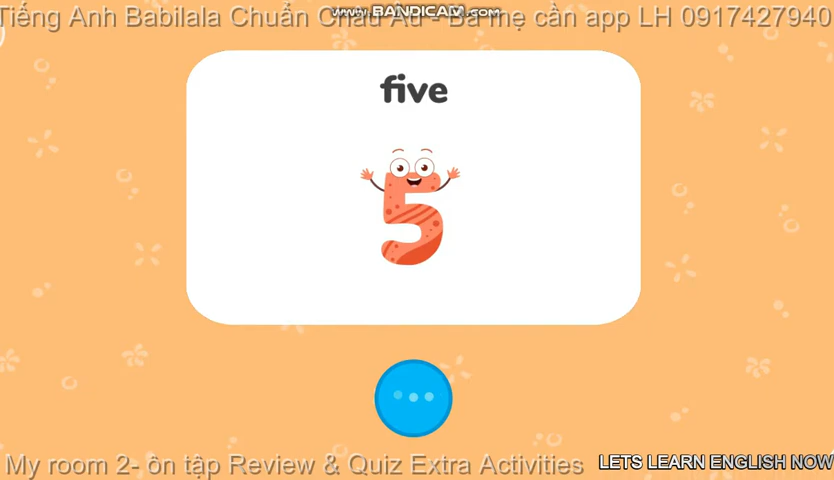 Tiếng Anh Babilala Chuẩn Châu Âu - Ba mẹ cần app LH 0917427940
www.BANDICAM.com
five
5
My room 2- ôn tập Review & Quiz Extra Activities
LETS LEARN ENGLISH NOW